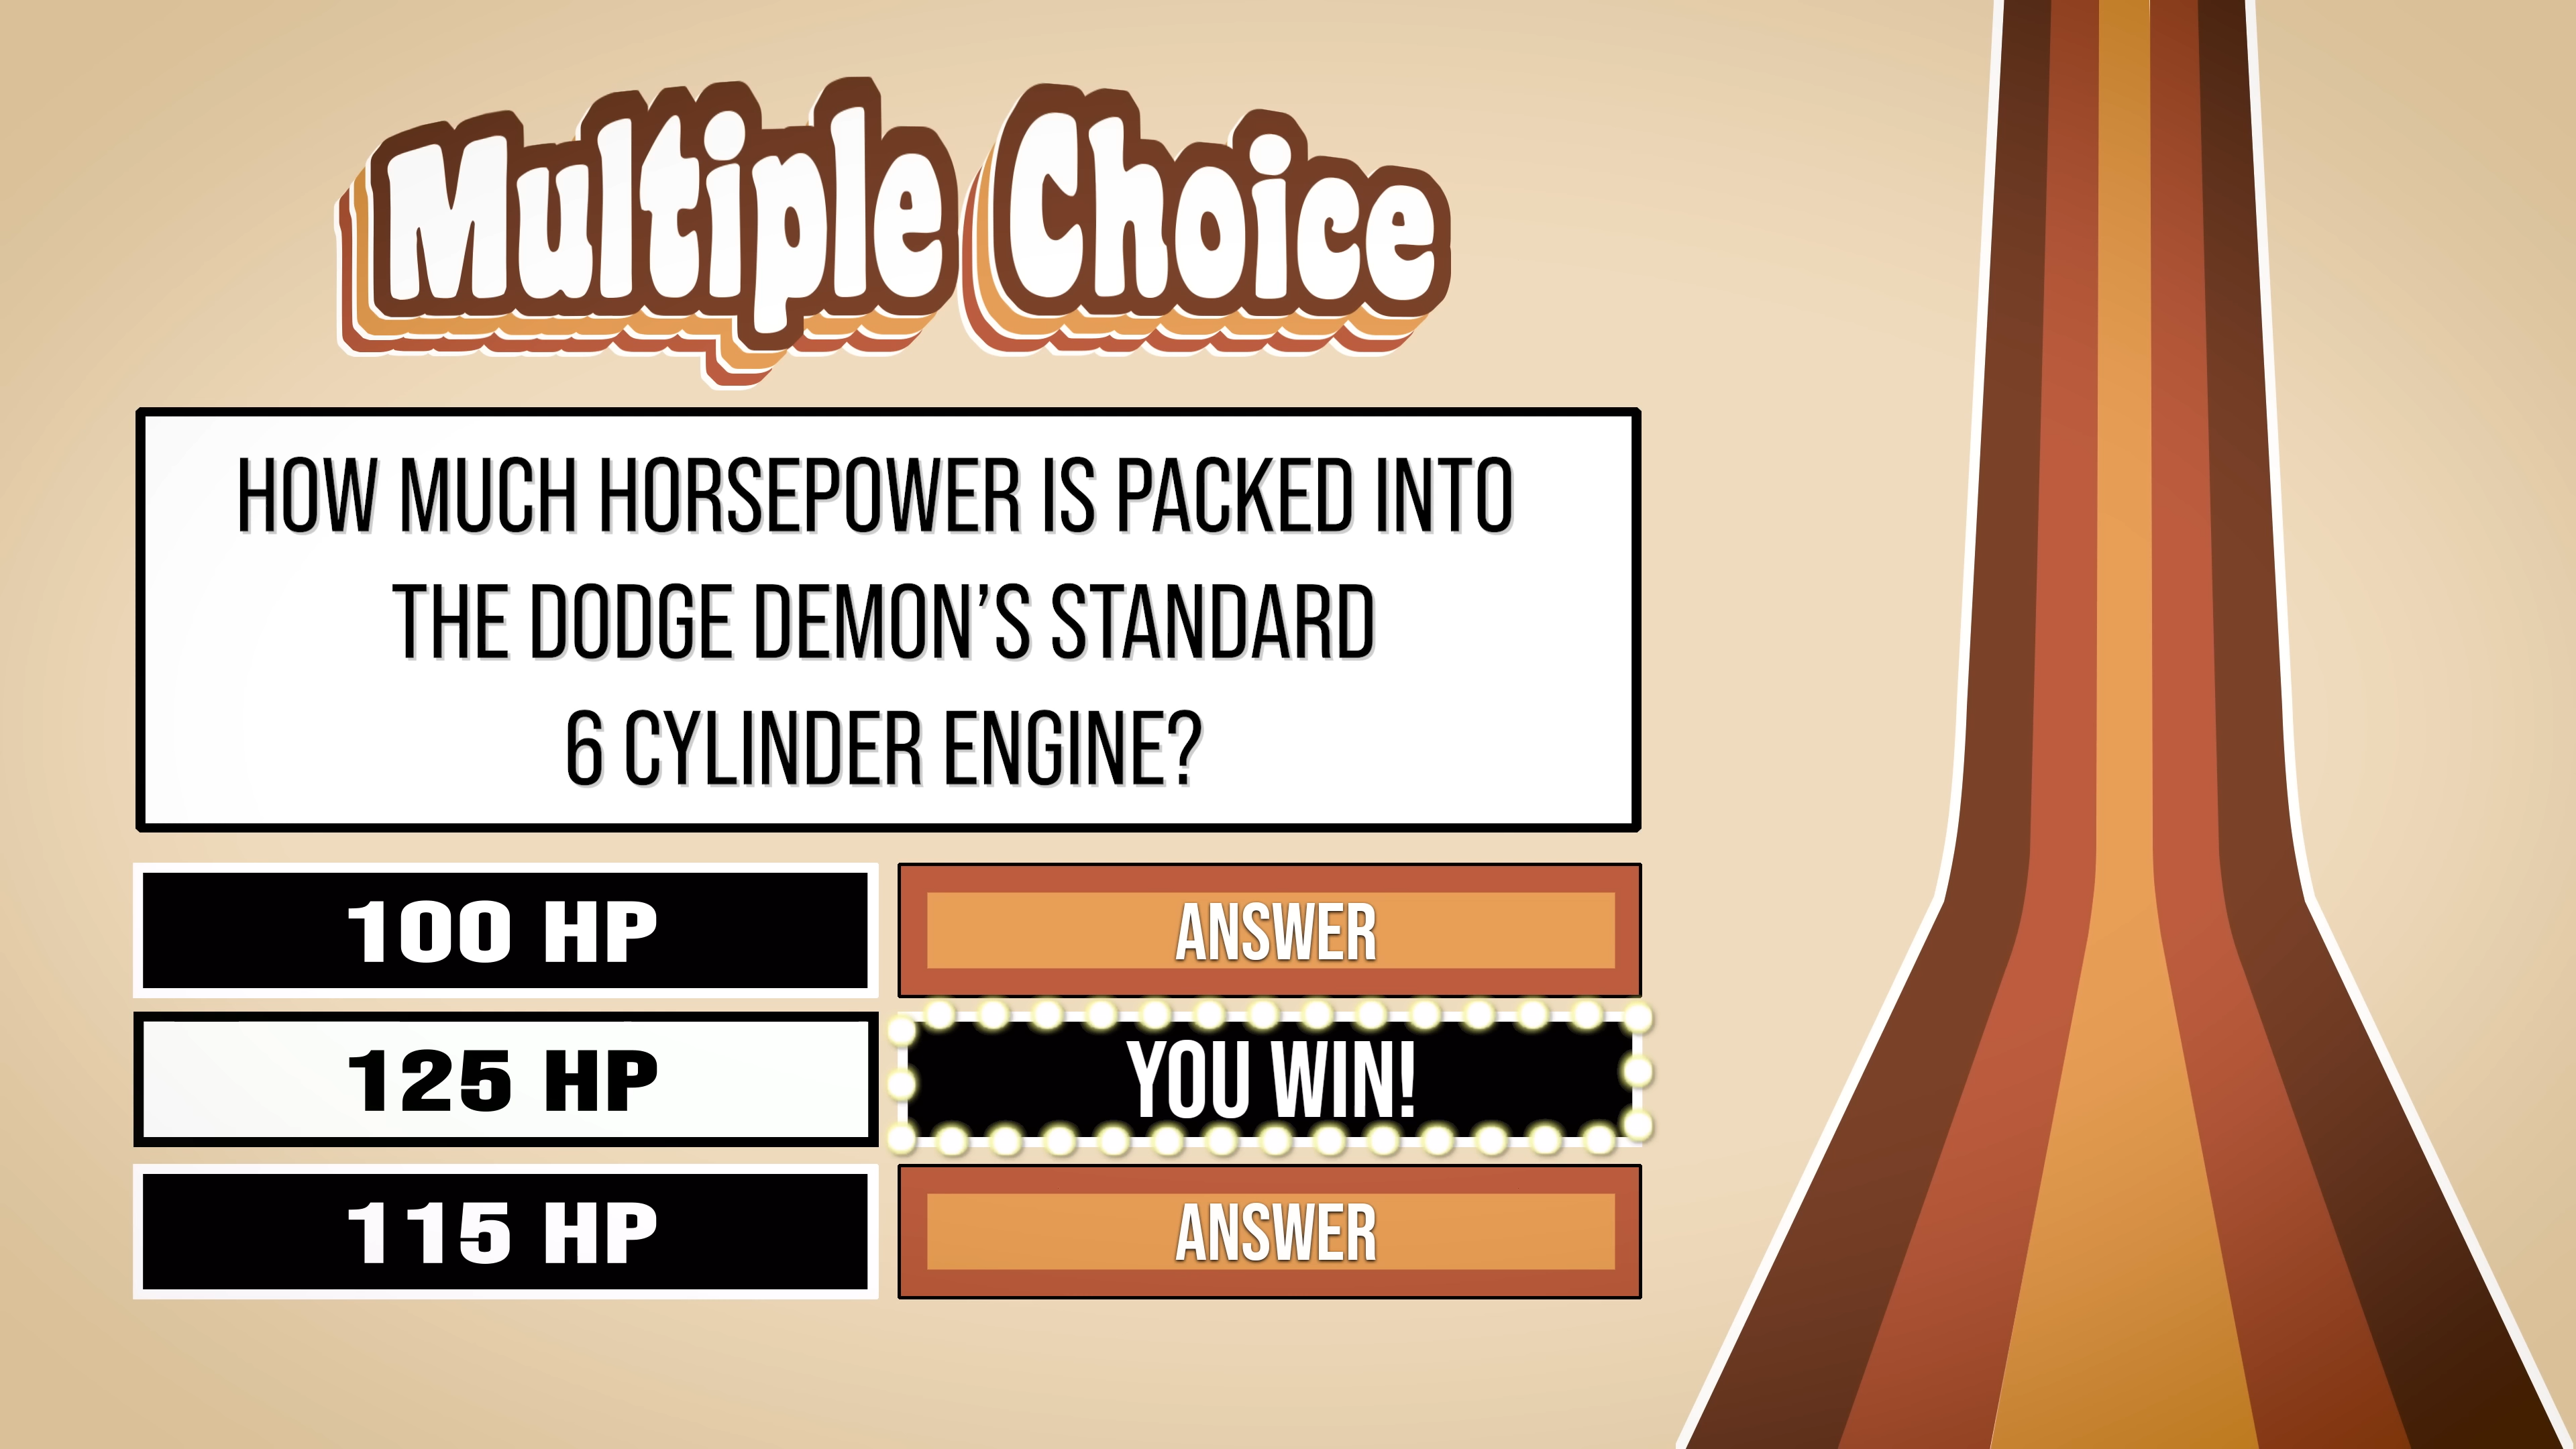 Multiple Choice
HOW MUCH HORSEPOWER IS PACKED INTO
THE DODGE DEMON’S STANDARD
6 CYLINDER ENGINE?
100 HP
ANSWER
125 HP
YOU WIN!
115 HP
ANSWER